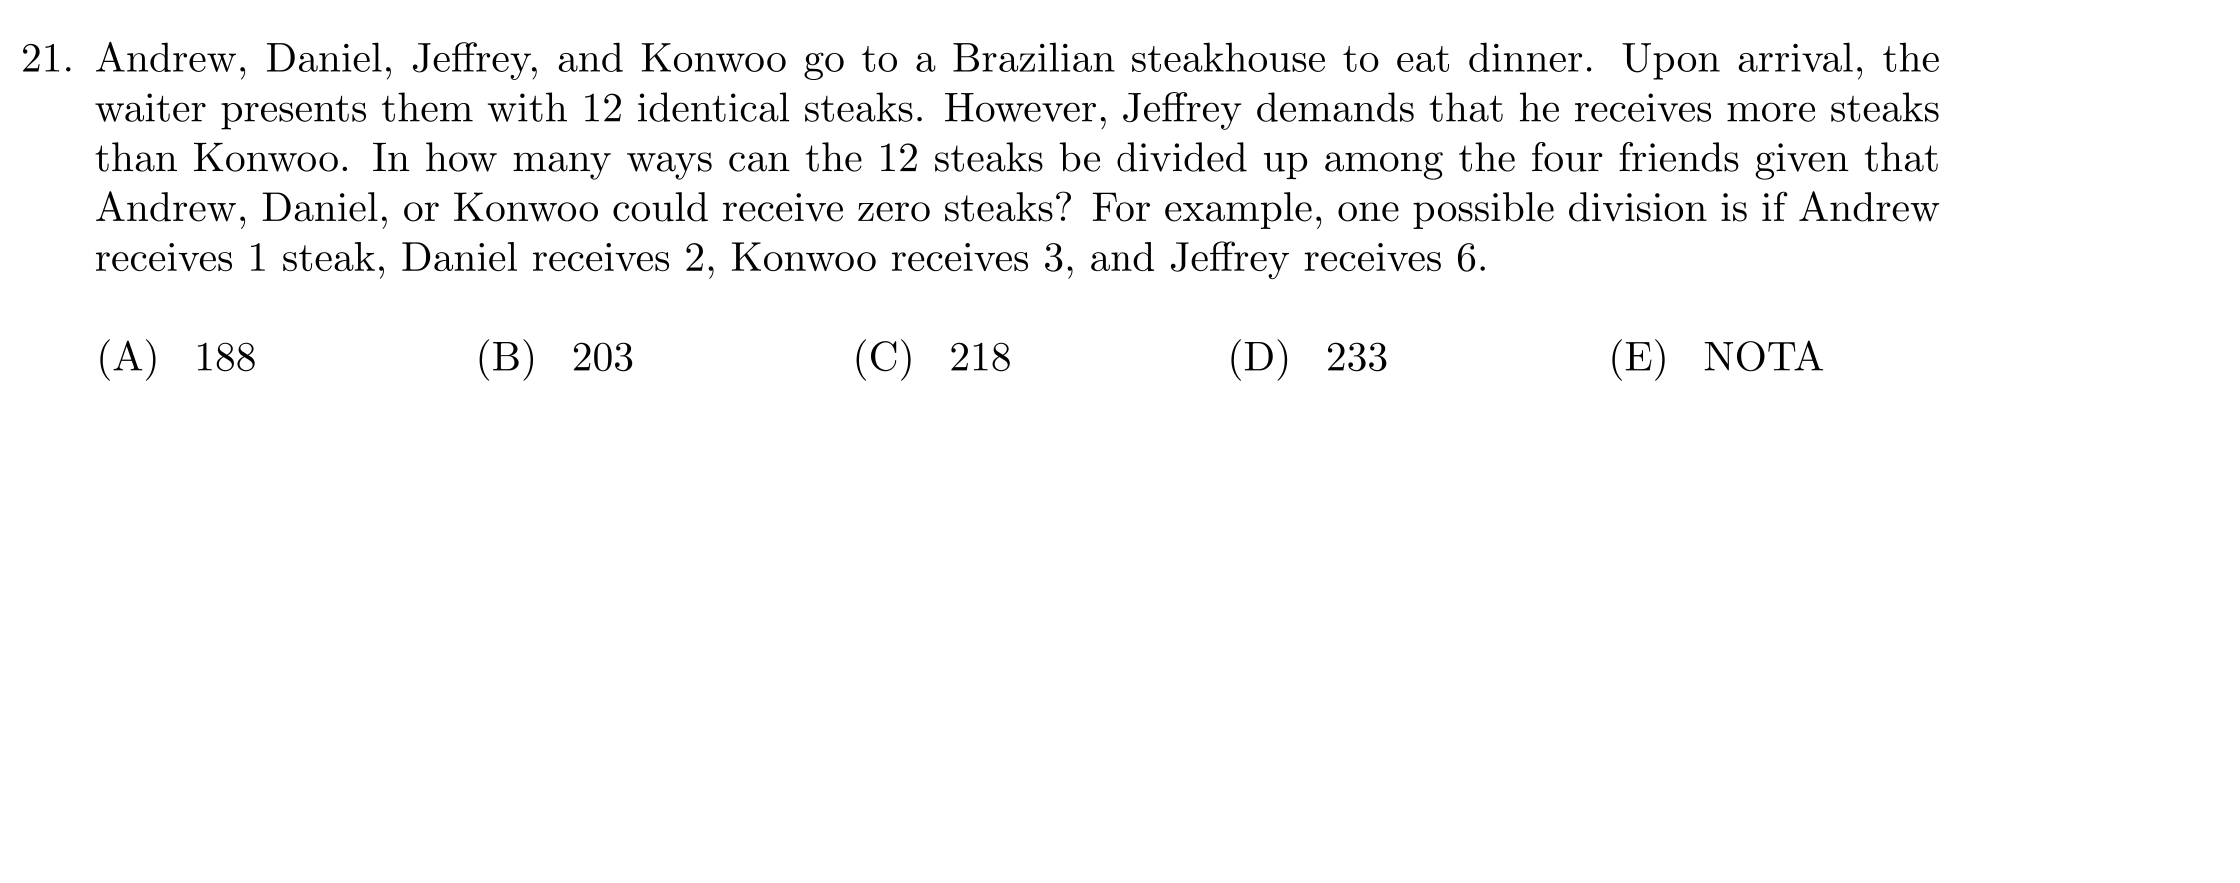 21. Andrew, Daniel, Jeffrey, and Konwoo go to a Brazilian steakhouse to eat dinner. Upon arrival, the
waiter presents them with 12 identical steaks. However, Jeffrey demands that he receives more steaks
than Konwoo. In how many ways can the 12 steaks be divided up among the four friends given that
Andrew, Daniel, or Konwoo could receive zero steaks? For example, one possible division is if Andrew
receives 1 steak, Daniel receives 2, Konwoo receives 3, and Jeffrey receives 6.
(A) 188 (B) 203 (C) 218 (D) 233 (E) NOTA